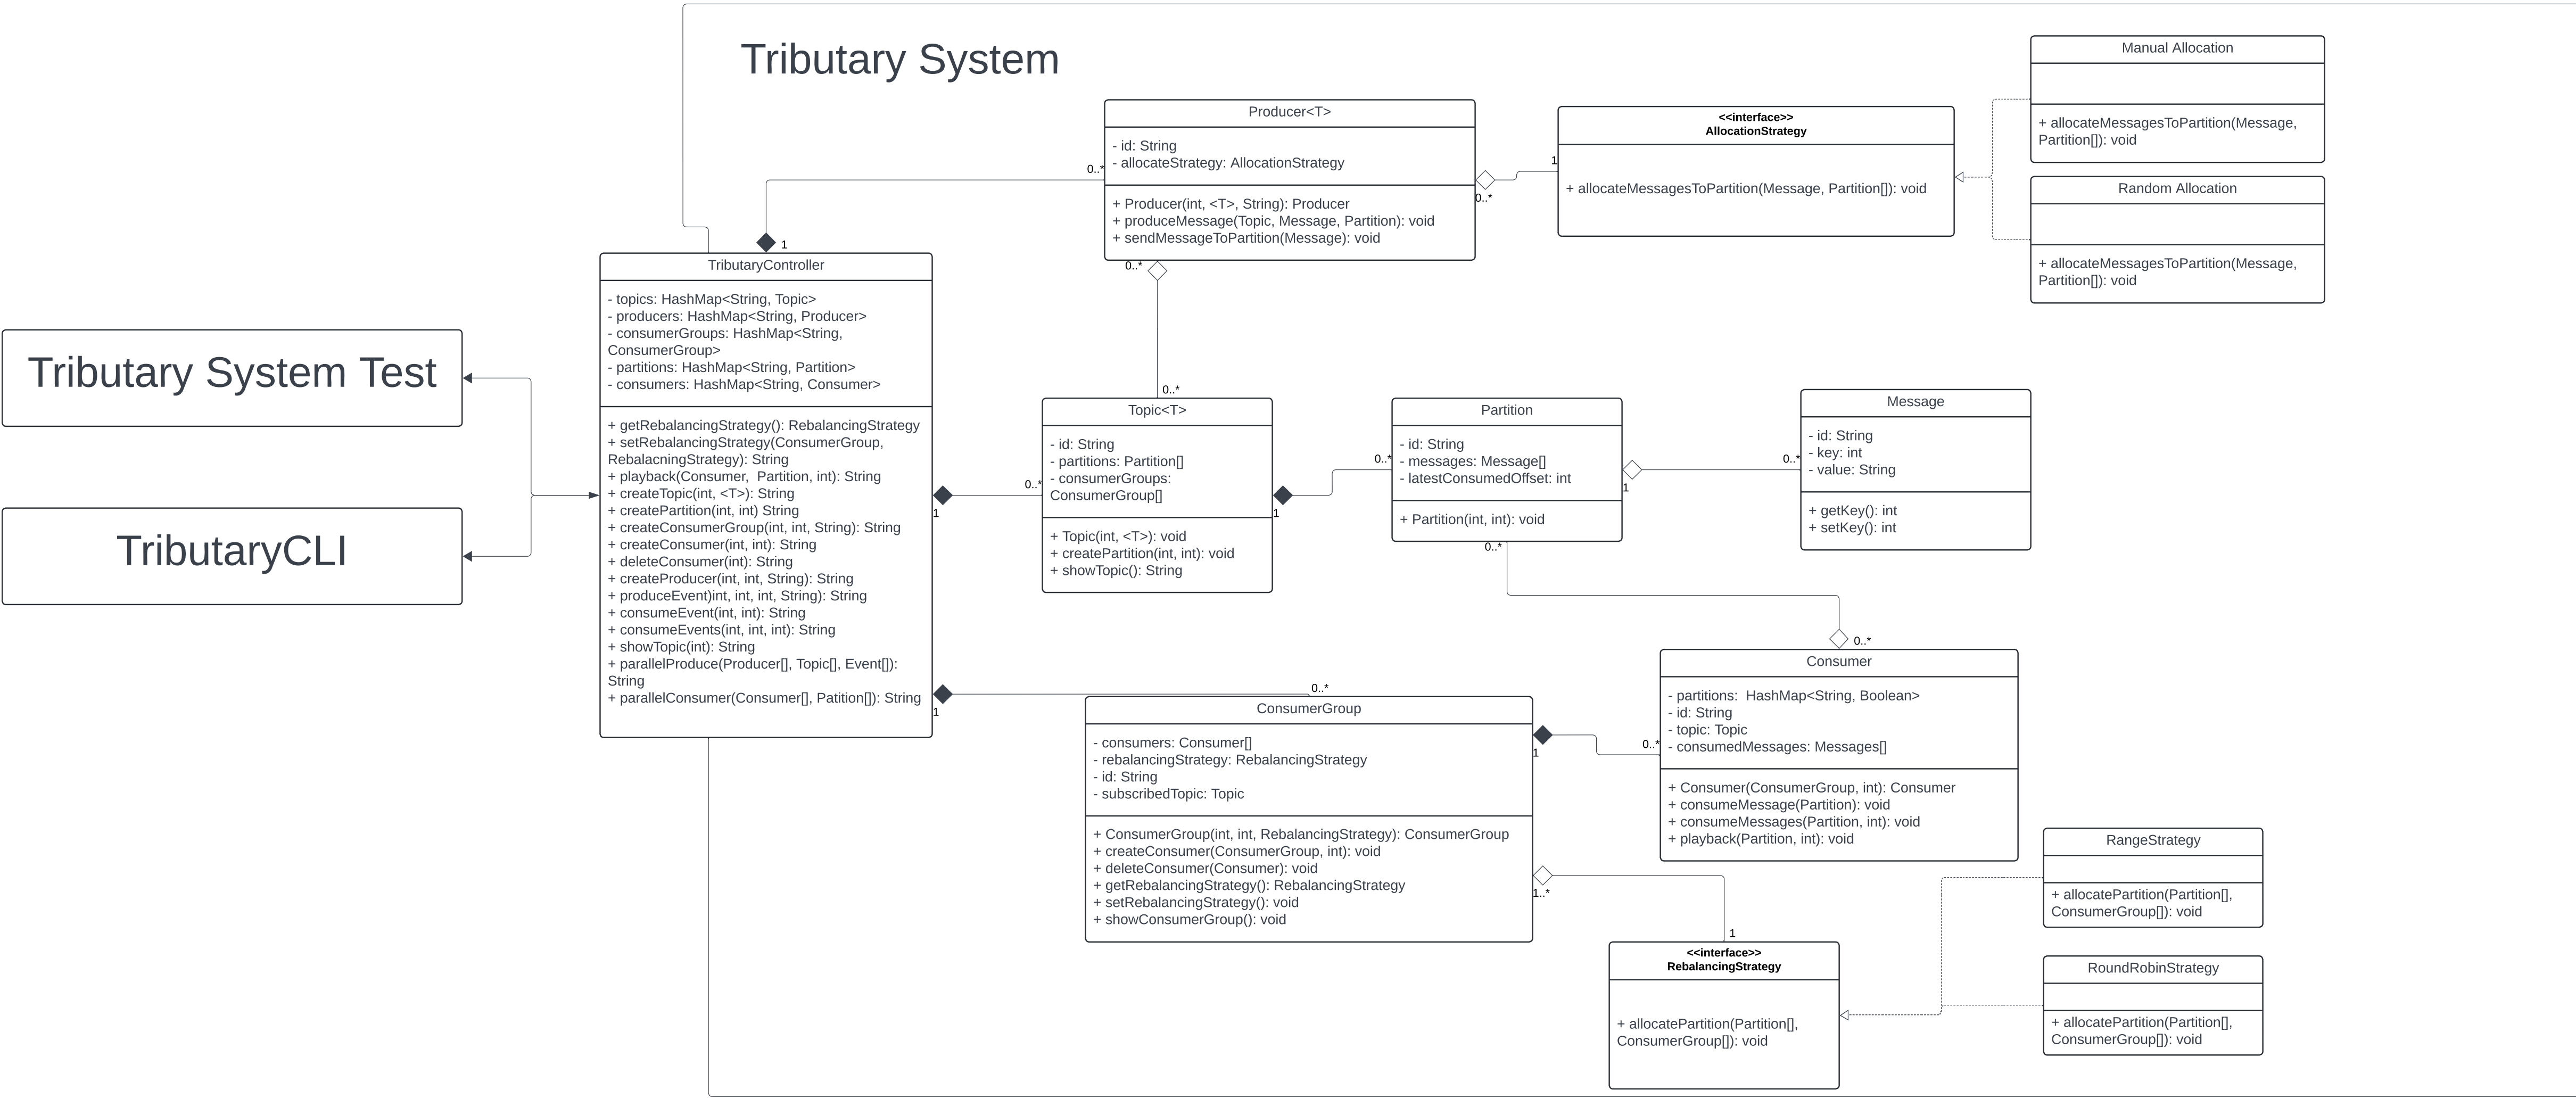 Tributary System
Manual Allocation
+ allocateMessagesToPartition(Message,
Partition[]): void
Producer<T>
- id: String
- allocateStrategy: AllocationStrategy
+ Producer(int, <T>, String): Producer
+ produceMessage(Topic, Message, Partition): void
+ sendMessageToPartition(Message): void
0..*
1
0..*
1
0..*
0..*
<<interface>>
AllocationStrategy
+ allocateMessagesToPartition(Message, Partition[]): void
Random Allocation
+ allocateMessagesToPartition(Message,
Partition[]): void
TributaryController
- topics: HashMap<String, Topic>
- producers: HashMap<String, Producer>
- consumerGroups: HashMap<String,
ConsumerGroup>
- partitions: HashMap<String, Partition>
- consumers: HashMap<String, Consumer>
+ getRebalancingStrategy(): RebalancingStrategy
+ setRebalancingStrategy(ConsumerGroup,
RebalacningStrategy): String
+ playback(Consumer,  Partition, int): String
+ createTopic(int, <T>): String
+ createPartition(int, int) String
+ createConsumerGroup(int, int, String): String
+ createConsumer(int, int): String
+ deleteConsumer(int): String
+ createProducer(int, int, String): String
+ produceEvent)int, int, int, String): String
+ consumeEvent(int, int): String
+ consumeEvents(int, int, int): String
+ showTopic(int): String
+ parallelProduce(Producer[], Topic[], Event[]):
String
+ parallelConsumer(Consumer[], Patition[]): String
Tributary System Test
TributaryCLI
1
0..*
Topic<T>
- id: String
- partitions: Partition[]
- consumerGroups:
ConsumerGroup[]
+ Topic(int, <T>): void
+ createPartition(int, int): void
+ showTopic(): String
1
0..*
Partition
- id: String
- messages: Message[]
- latestConsumedOffset: int
+ Partition(int, int): void
1
0..*
Message
- id: String
- key: int
- value: String
+ getKey(): int
+ setKey(): int
0..*
0..*
Consumer
- partitions:  HashMap<String, Boolean>
- id: String
- topic: Topic
- consumedMessages: Messages[]
+ Consumer(ConsumerGroup, int): Consumer
+ consumeMessage(Partition): void
+ consumeMessages(Partition, int): void
+ playback(Partition, int): void
1
0..*
ConsumerGroup
- consumers: Consumer[]
- rebalancingStrategy: RebalancingStrategy
- id: String
- subscribedTopic: Topic
+ ConsumerGroup(int, int, RebalancingStrategy): ConsumerGroup
+ createConsumer(ConsumerGroup, int): void
+ deleteConsumer(Consumer): void
+ getRebalancingStrategy(): RebalancingStrategy
+ setRebalancingStrategy(): void
+ showConsumerGroup(): void
1
0..*
1..*
1
<<interface>>
RebalancingStrategy
+ allocatePartition(Partition[],
ConsumerGroup[]): void
RangeStrategy
+ allocatePartition(Partition[],
ConsumerGroup[]): void
RoundRobinStrategy
+ allocatePartition(Partition[],
ConsumerGroup[]): void